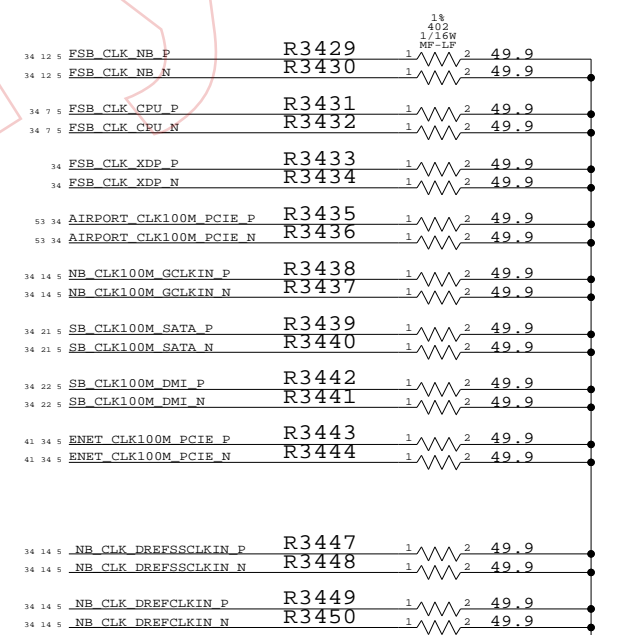 1%
402
1/16W
MF-LF
34 12 5 FSB_CLK_NB_P R3429 1 2 49.9
34 12 5 FSB_CLK_NB_N R3430 1 2 49.9
34 7 5 FSB_CLK_CPU_P R3431 1 2 49.9
34 7 5 FSB_CLK_CPU_N R3432 1 2 49.9
34 FSB_CLK_XDP_P R3433 1 2 49.9
34 FSB_CLK_XDP_N R3434 1 2 49.9
53 34 AIRPORT_CLK100M_PCIE_P R3435 1 2 49.9
53 34 AIRPORT_CLK100M_PCIE_N R3436 1 2 49.9
34 14 5 NB_CLK100M_GCLKIN_P R3438 1 2 49.9
34 14 5 NB_CLK100M_GCLKIN_N R3437 1 2 49.9
34 21 5 SB_CLK100M_SATA_P R3439 1 2 49.9
34 21 5 SB_CLK100M_SATA_N R3440 1 2 49.9
34 22 5 SB_CLK100M_DMI_P R3442 1 2 49.9
34 22 5 SB_CLK100M_DMI_N R3441 1 2 49.9
41 34 5 ENET_CLK100M_PCIE_P R3443 1 2 49.9
41 34 5 ENET_CLK100M_PCIE_N R3444 1 2 49.9
34 14 5 NB_CLK_DREFSSCLKIN_P R3447 1 2 49.9
34 14 5 NB_CLK_DREFSSCLKIN_N R3448 1 2 49.9
34 14 5 NB_CLK_DREFCLKIN_P R3449 1 2 49.9
34 14 5 NB_CLK_DREFCLKIN_N R3450 1 2 49.9